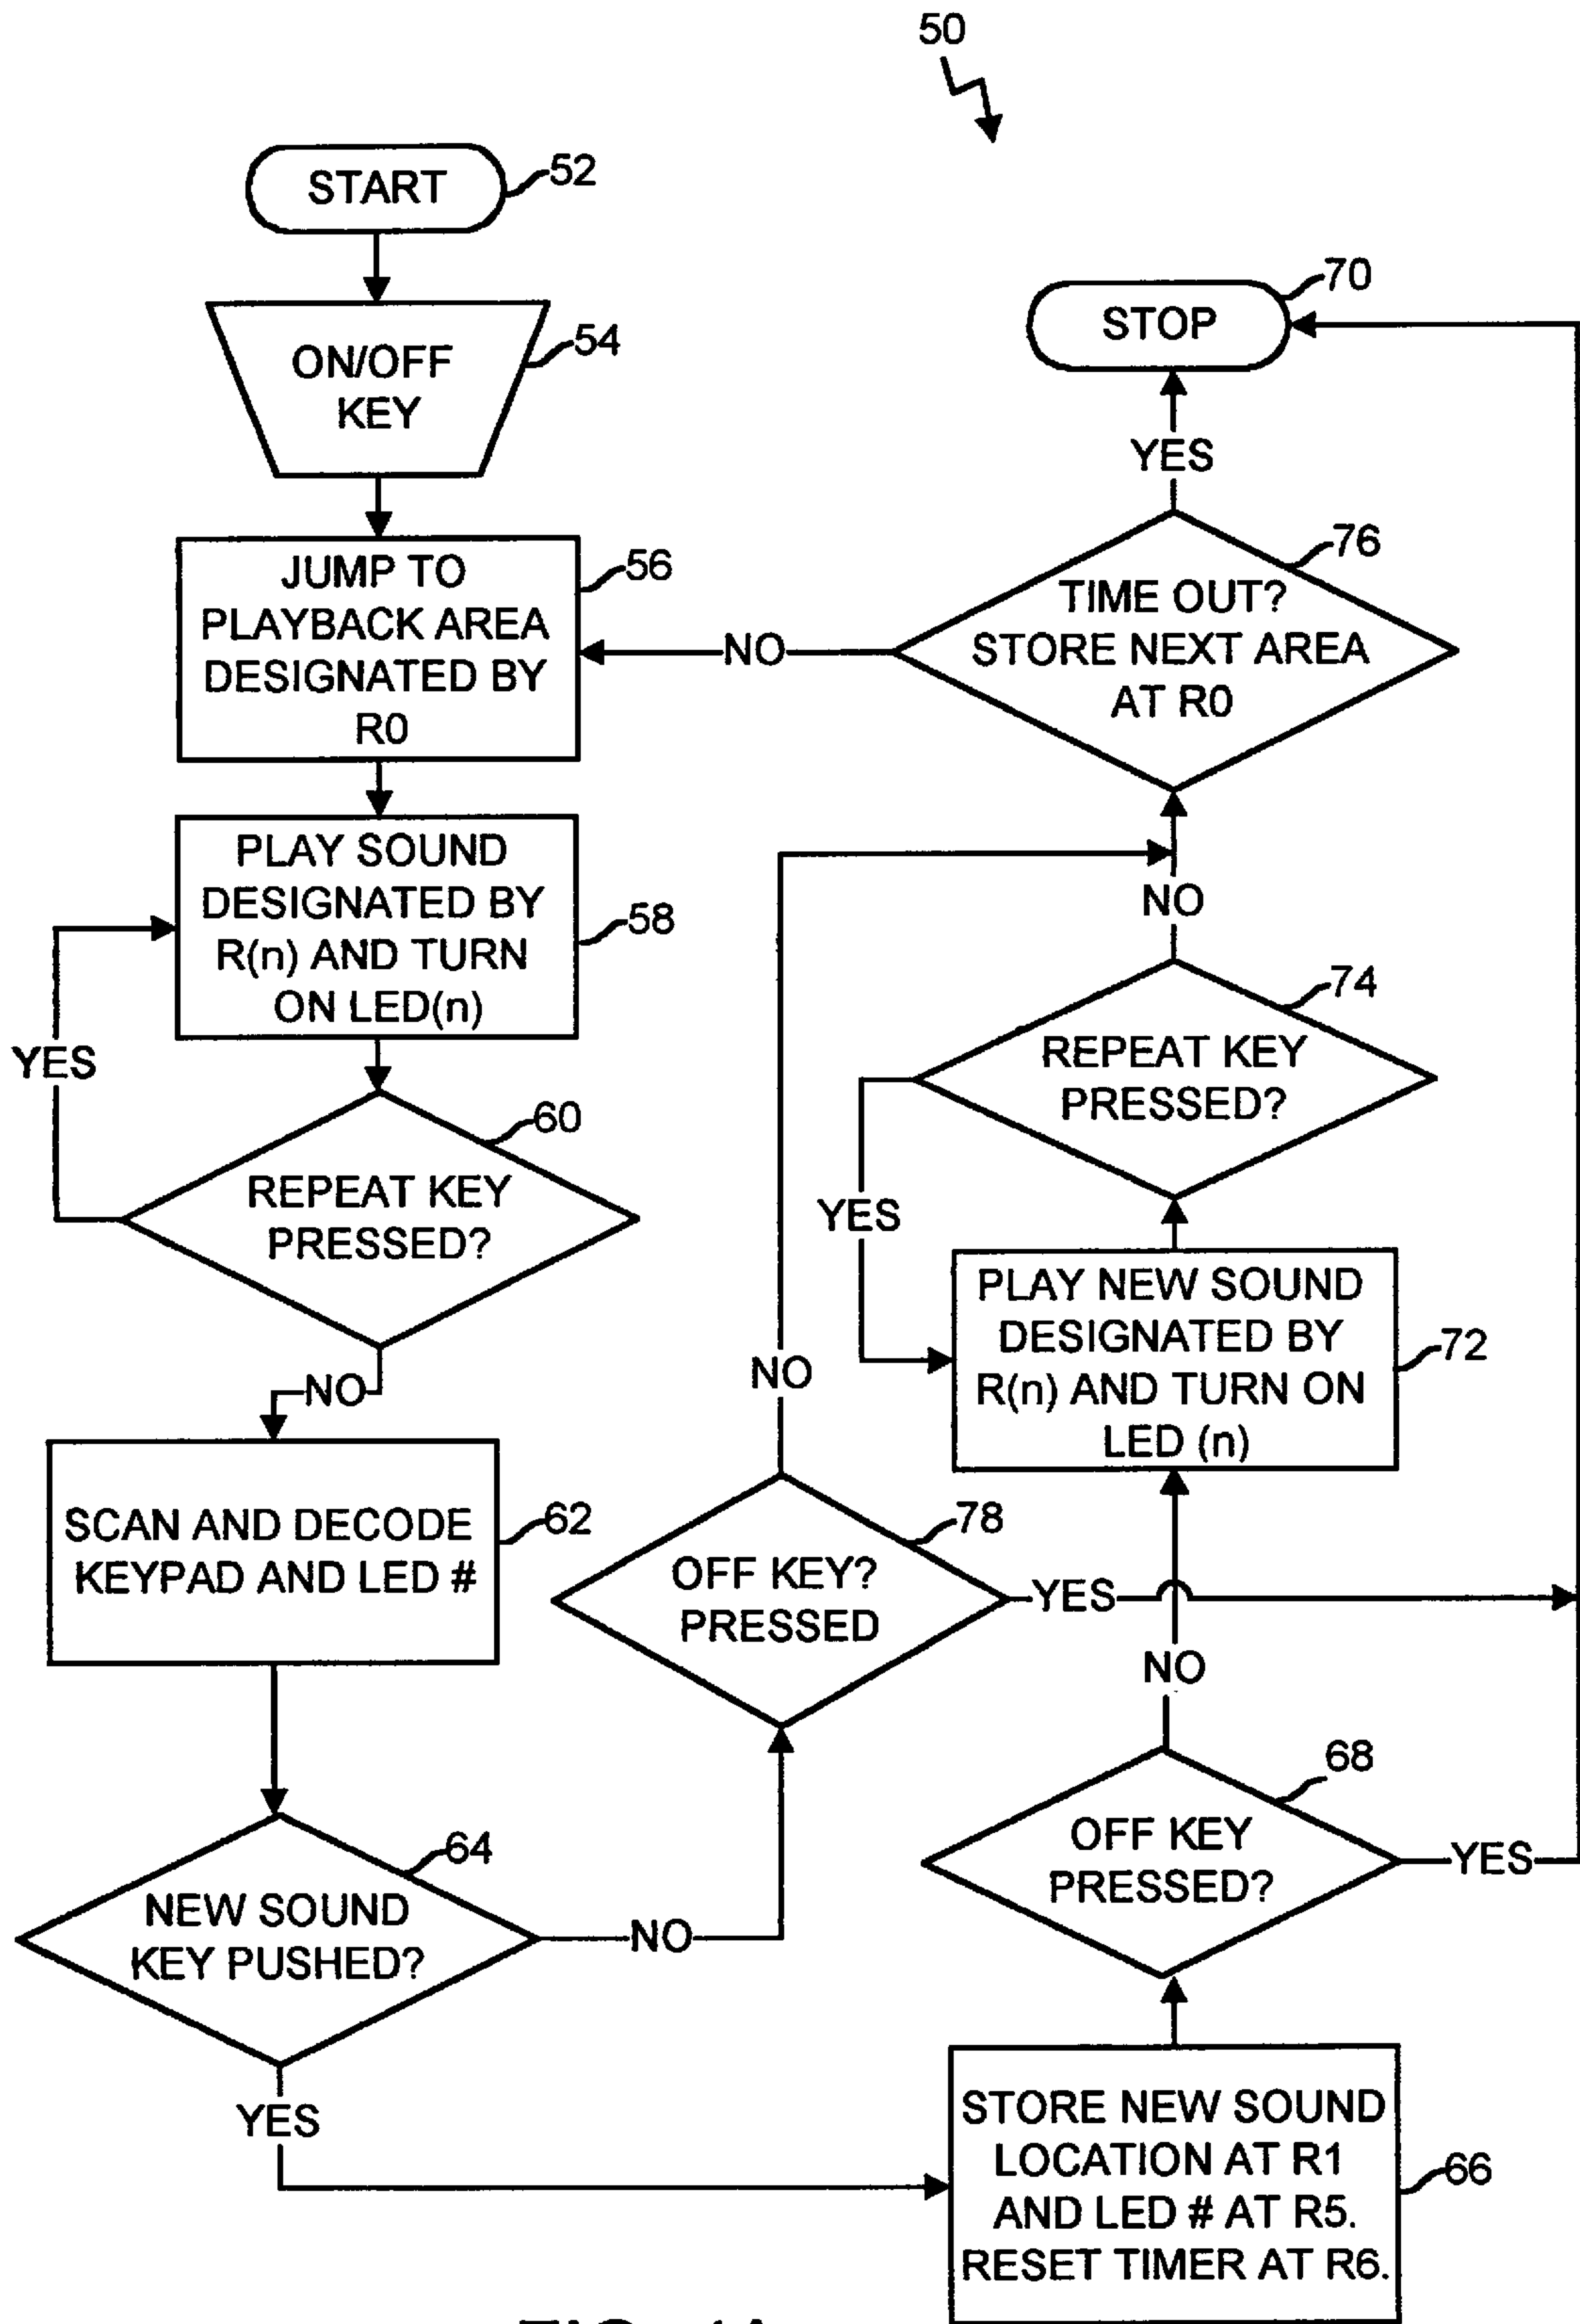 50
START
52
ON/OFF
KEY
54
JUMP TO
PLAYBACK AREA
DESIGNATED BY
R0
56
PLAY SOUND
DESIGNATED BY
R(n) AND TURN
ON LED(n)
58
YES
REPEAT KEY
PRESSED?
60
NO
SCAN AND DECODE
KEYPAD AND LED #
62
NEW SOUND
KEY PUSHED?
64
NO
YES
STORE NEW SOUND
LOCATION AT R1
AND LED # AT R5.
RESET TIMER AT R6.
66
OFF KEY
PRESSED?
68
YES
NO
PLAY NEW SOUND
DESIGNATED BY
R(n) AND TURN ON
LED (n)
72
REPEAT KEY
PRESSED?
74
YES
NO
OFF KEY?
PRESSED
78
YES
NO
TIME OUT?
STORE NEXT AREA
AT R0
76
NO
YES
STOP
70